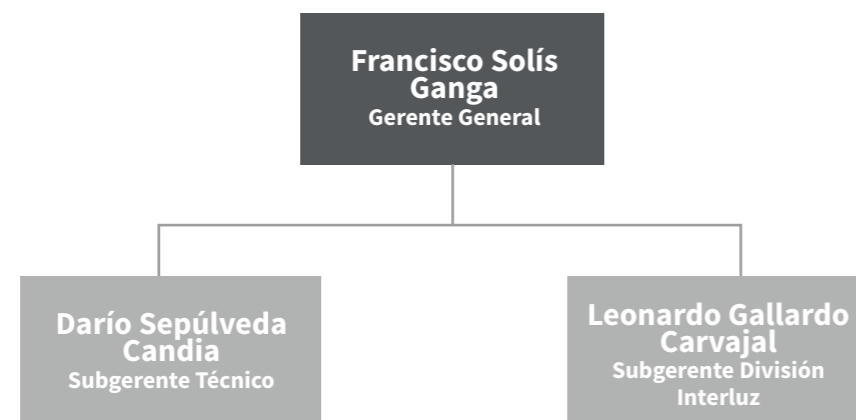 Francisco Solís
Ganga
Gerente General
Darío Sepúlveda
Candia
Subgerente Técnico
Leonardo Gallardo
Carvajal
Subgerente División
Interluz